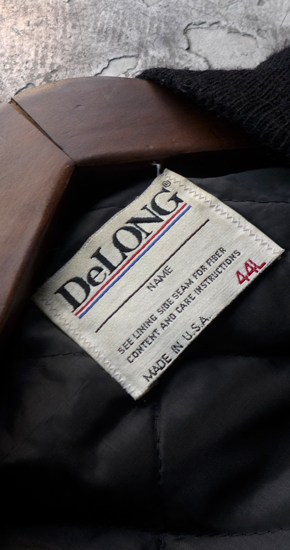 DeLONG®
NAME
SEE LINING SIDE SEAM FOR FIBER
CONTENT AND CARE INSTRUCTIONS
44L
MADE IN U.S.A.